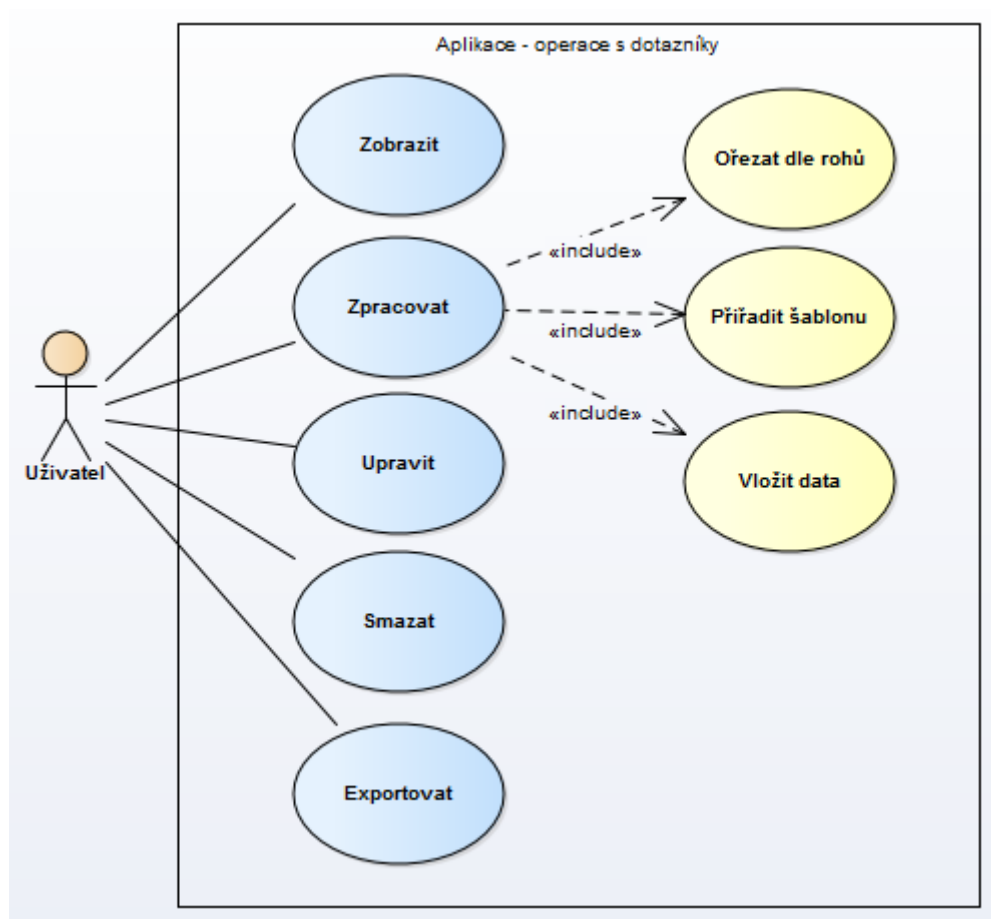 Aplikace - operace s dotazníky
Zobrazit
Ořezat dle rohů
«include»
Zpracovat
Přiřadit šablonu
«include»
«include»
Uživatel
Upravit
Vložit data
Smazat
Exportovat